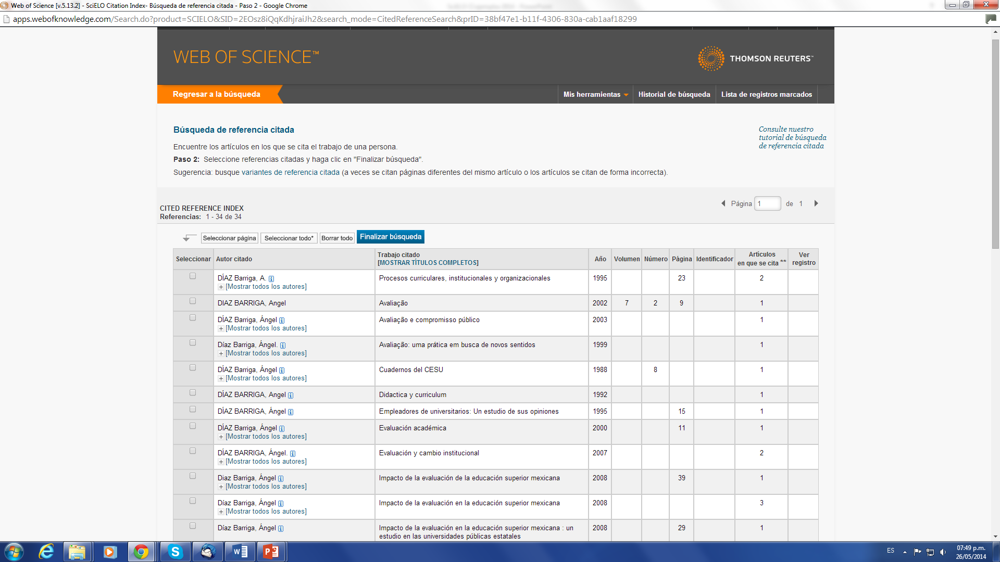 Web of Science [v.5.13.2] - SciELO Citation Index- Búsqueda de referencia citada - Paso 2 - Google Chrome
apps.webofknowledge.com/Search.do?product=SCIELO&SID=2EOsz8iQqKdhjraiJh2&search_mode=CitedReferenceSearch&prID=38bf47e1-b11f-4306-830a-cab1aaf18299
WEB OF SCIENCE™
THOMSON REUTERS™
Regresar a la búsqueda
Mis herramientas Historial de búsqueda Lista de registros marcados
Búsqueda de referencia citada
Consulte nuestro
tutorial de búsqueda
de referencia citada
Encuentre los artículos en los que se cita el trabajo de una persona.
Paso 2: Seleccione referencias citadas y haga clic en "Finalizar búsqueda".
Sugerencia: busque variantes de referencia citada (a veces se citan páginas diferentes del mismo artículo o los artículos se citan de forma incorrecta).
Página 1 de 1
CITED REFERENCE INDEX
Referencias: 1 - 34 de 34
Seleccionar página Seleccionar todo* Borrar todo Finalizar búsqueda
Seleccionar Autor citado Trabajo citado [MOSTRAR TÍTULOS COMPLETOS] Año Volumen Número Página Identificador Artículos en que se cita ** Ver registro
DÍAZ Barriga, A. Procesos curriculares, institucionales y organizacionales 1995 23 2
[Mostrar todos los autores]
DIAZ BARRIGA, Angel Avaliação 2002 7 2 9 1
DÍAZ Barriga, Ángel Avaliação e compromisso público 2003 1
[Mostrar todos los autores]
Díaz Barriga, Ángel. Avaliação: uma prática em busca de novos sentidos 1999 1
[Mostrar todos los autores]
DÍAZ Barriga, Ángel Cuadernos del CESU 1988 8 1
[Mostrar todos los autores]
DÍAZ BARRIGA, Angel Didactica y curriculum 1992 1
DÍAZ BARRIGA, Ángel Empleadores de universitarios: Un estudio de sus opiniones 1995 15 1
DÍAZ Barriga, Ángel Evaluación académica 2000 11 1
[Mostrar todos los autores]
DÍAZ BARRIGA, Ángel. Evaluación y cambio institucional 2007 2
[Mostrar todos los autores]
Diaz Barriga, Ángel Impacto de la evaluación de la educación superior mexicana 2008 39 1
[Mostrar todos los autores]
Díaz Barriga, Ángel Impacto de la evaluación en la educación superior mexicana 2008 3
[Mostrar todos los autores]
Díaz Barriga, Ángel Impacto de la evaluación en la educación superior mexicana : un 2008 29 1
estudio en las universidades públicas estatales
ES 07:49 p.m.
26/05/2014